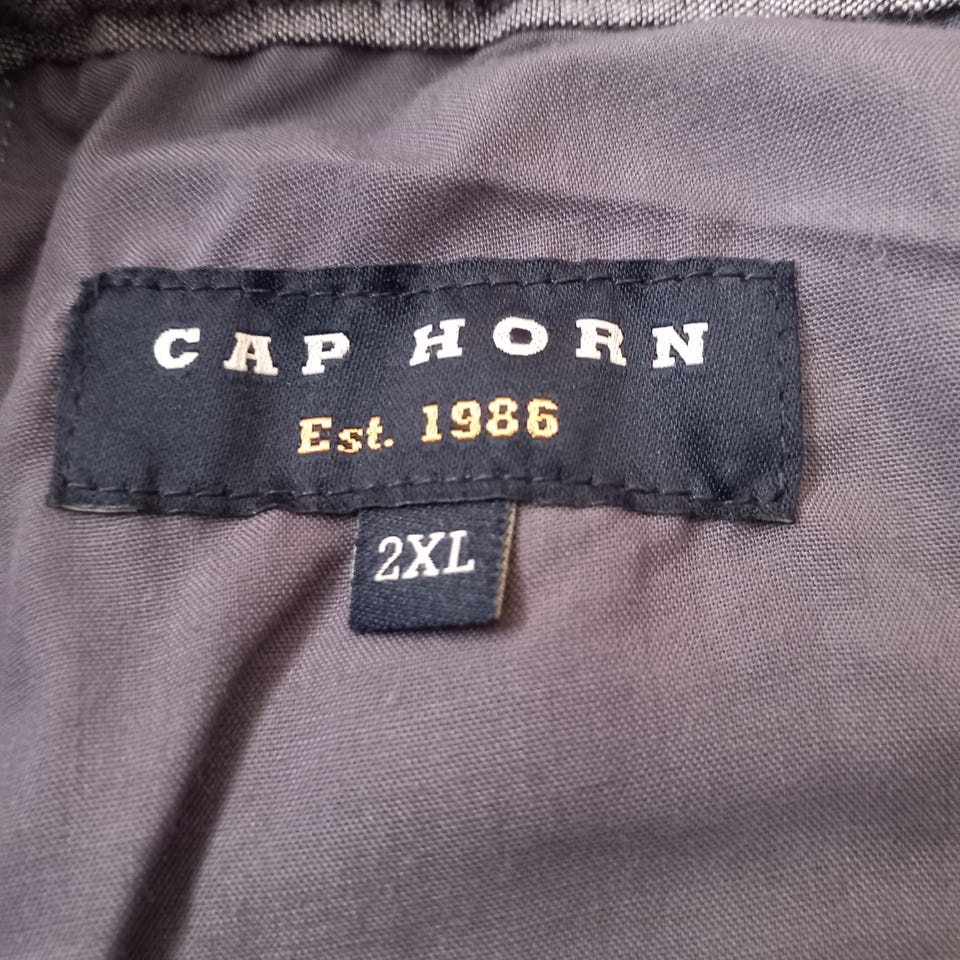 CAP HORN
Est. 1986
2XL